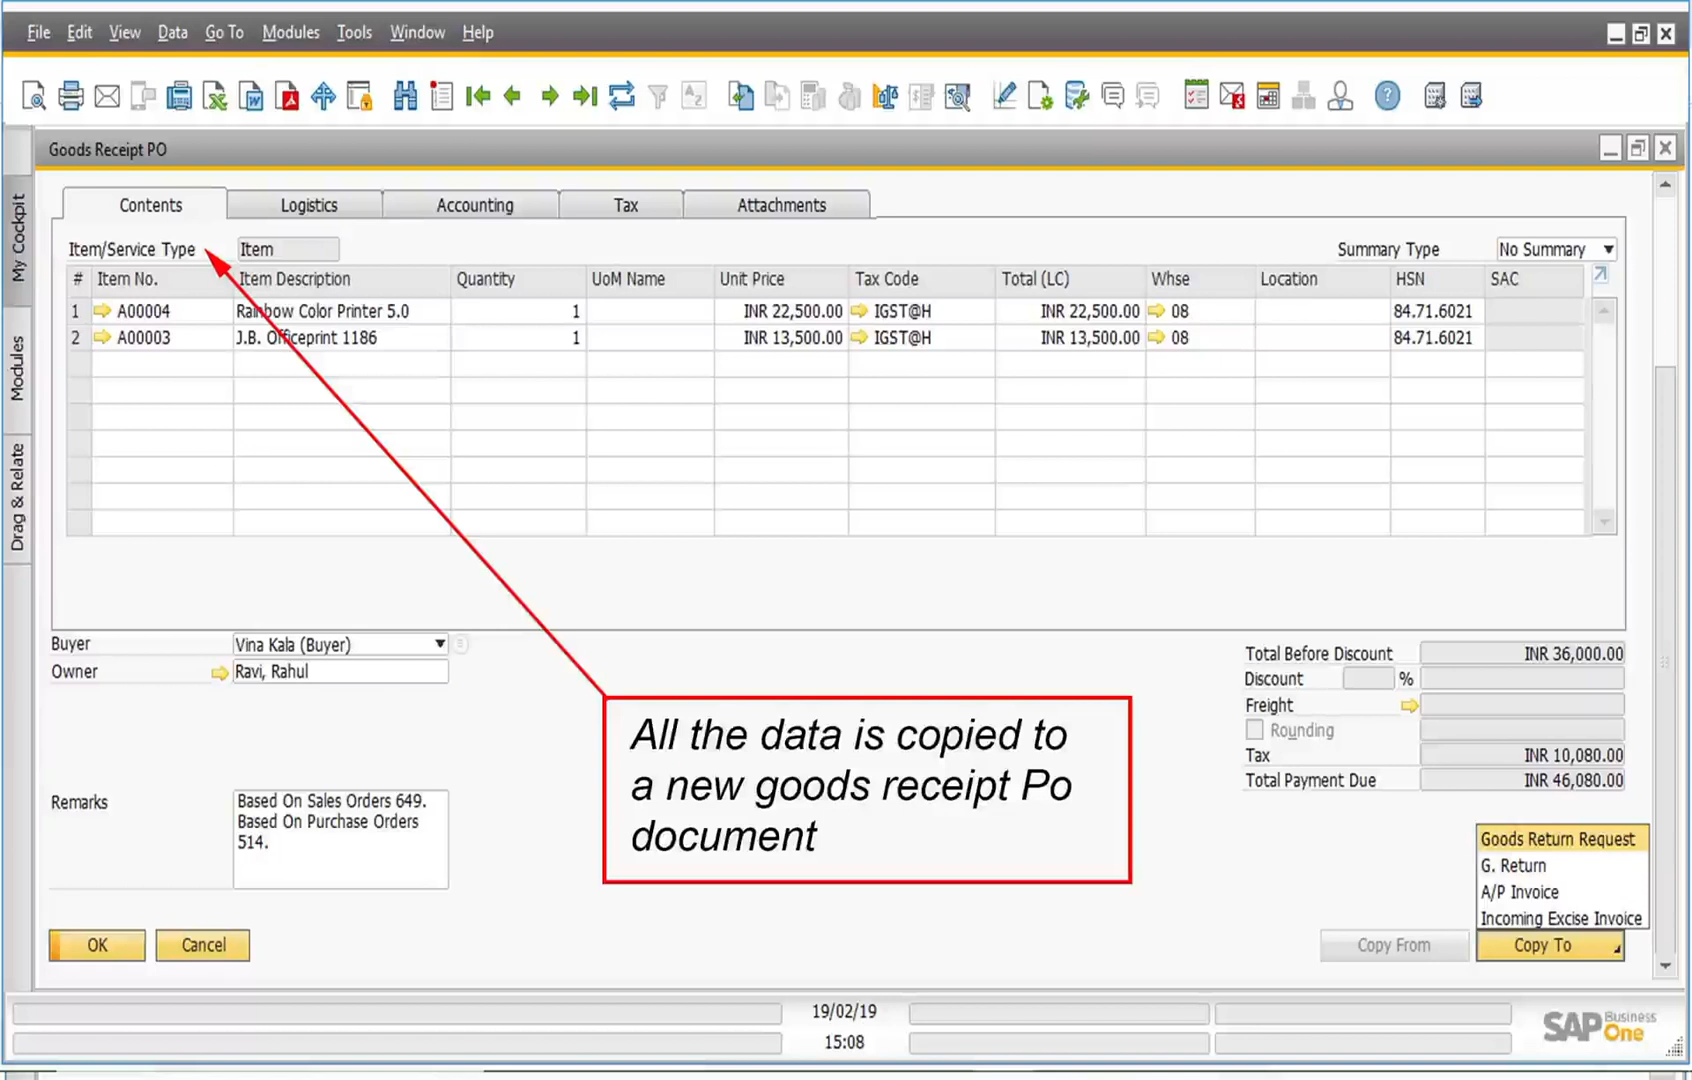 File Edit View Data Go To Modules Tools Window Help
Goods Receipt PO
My Cockpit
Modules
Drag & Relate
Contents Logistics Accounting Tax Attachments
Item/Service Type Item Summary Type No Summary
# Item No. Item Description Quantity UoM Name Unit Price Tax Code Total (LC) Whse Location HSN SAC
1 A00004 Rainbow Color Printer 5.0 1 INR 22,500.00 IGST@H INR 22,500.00 08 84.71.6021
2 A00003 J.B. Officeprint 1186 1 INR 13,500.00 IGST@H INR 13,500.00 08 84.71.6021
Buyer Vina Kala (Buyer)
Owner Ravi, Rahul
Total Before Discount INR 36,000.00
Discount %
Freight
Rounding
Tax INR 10,080.00
Total Payment Due INR 46,080.00
All the data is copied to
a new goods receipt Po
document
Remarks Based On Sales Orders 649.
Based On Purchase Orders
514.
Goods Return Request
G. Return
A/P Invoice
Incoming Excise Invoice
OK Cancel Copy From Copy To
19/02/19
15:08
SAP Business One